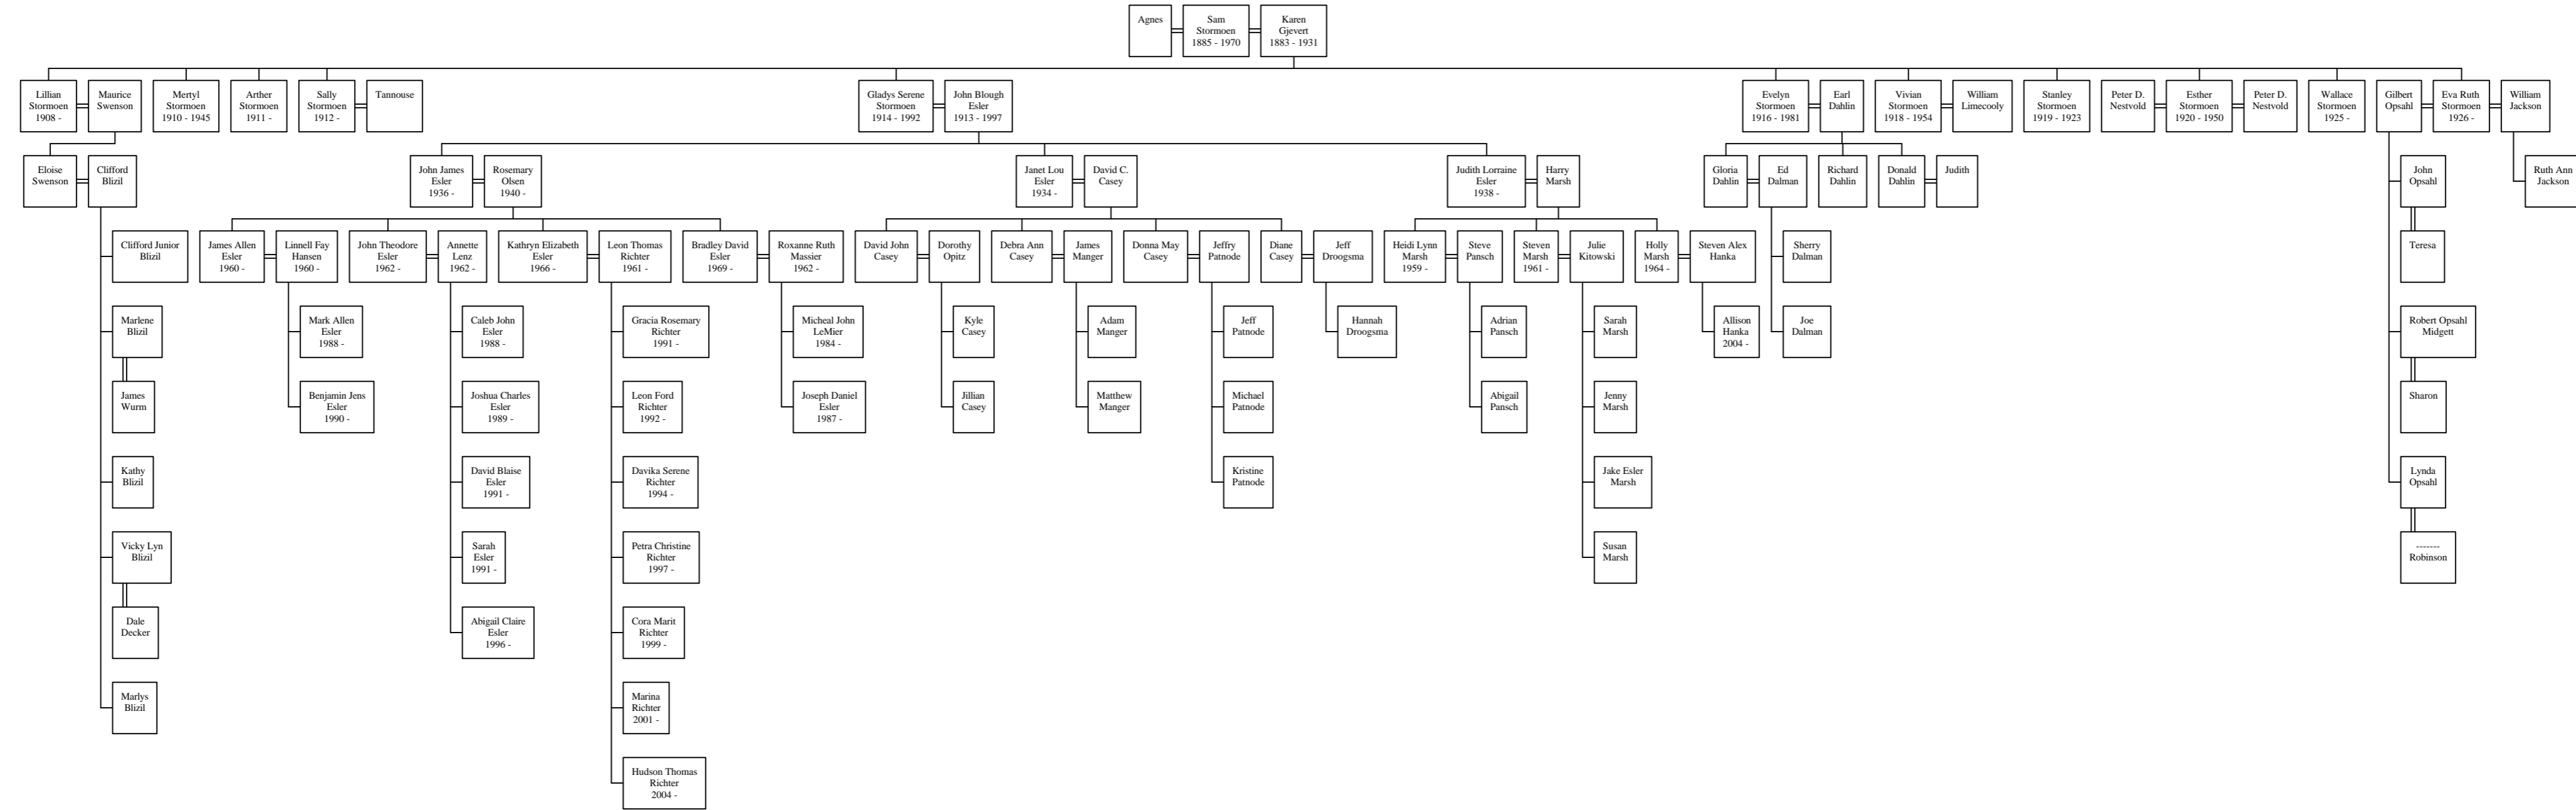 Agnes
Sam
Stormoen
1885 - 1970
Karen
Gjevert
1883 - 1931
Lillian
Stormoen
1908 -
Maurice
Swenson
Mertyl
Stormoen
1910 - 1945
Arther
Stormoen
1911 -
Sally
Stormoen
1912 -
Tannouse
Gladys Serene
Stormoen
1914 - 1992
John Blough
Esler
1913 - 1997
Evelyn
Stormoen
1916 - 1981
Earl
Dahlin
Vivian
Stormoen
1918 - 1954
William
Limecooly
Stanley
Stormoen
1919 - 1923
Peter D.
Nestvold
Esther
Stormoen
1920 - 1950
Peter D.
Nestvold
Wallace
Stormoen
1925 -
Gilbert
Opsahl
Eva Ruth
Stormoen
1926 -
William
Jackson
Eloise
Swenson
Clifford
Blizil
John James
Esler
1936 -
Rosemary
Olsen
1940 -
Janet Lou
Esler
1934 -
David C.
Casey
Judith Lorraine
Esler
1938 -
Harry
Marsh
Gloria
Dahlin
Ed
Dalman
Richard
Dahlin
Donald
Dahlin
Judith
John
Opsahl
Ruth Ann
Jackson
Clifford Junior
Blizil
James Allen
Esler
1960 -
Linnell Fay
Hansen
1960 -
John Theodore
Esler
1962 -
Annette
Lenz
1962 -
Kathryn Elizabeth
Esler
1966 -
Leon Thomas
Richter
1961 -
Bradley David
Esler
1969 -
Roxanne Ruth
Massier
1962 -
David John
Casey
Dorothy
Opitz
Debra Ann
Casey
James
Manger
Donna May
Casey
Jeffry
Patnode
Diane
Casey
Jeff
Droogsma
Heidi Lynn
Marsh
1959 -
Steve
Pansch
Steven
Marsh
1961 -
Julie
Kitowski
Holly
Marsh
1964 -
Steven Alex
Hanka
Sherry
Dalman
Teresa
Marlene
Blizil
Mark Allen
Esler
1988 -
Caleb John
Esler
1988 -
Gracia Rosemary
Richter
1991 -
Micheal John
LeMier
1984 -
Kyle
Casey
Adam
Manger
Jeff
Patnode
Hannah
Droogsma
Adrian
Pansch
Sarah
Marsh
Allison
Hanka
2004 -
Joe
Dalman
Robert Opsahl
Midgett
James
Wurm
Benjamin Jens
Esler
1990 -
Joshua Charles
Esler
1989 -
Leon Ford
Richter
1992 -
Joseph Daniel
Esler
1987 -
Jillian
Casey
Matthew
Manger
Michael
Patnode
Abigail
Pansch
Jenny
Marsh
Sharon
Kathy
Blizil
David Blaise
Esler
1991 -
Davika Serene
Richter
1994 -
Kristine
Patnode
Jake Esler
Marsh
Lynda
Opsahl
Vicky Lyn
Blizil
Sarah
Esler
1991 -
Petra Christine
Richter
1997 -
Susan
Marsh
-------
Robinson
Dale
Decker
Abigail Claire
Esler
1996 -
Cora Marit
Richter
1999 -
Marlys
Blizil
Marina
Richter
2001 -
Hudson Thomas
Richter
2004 -